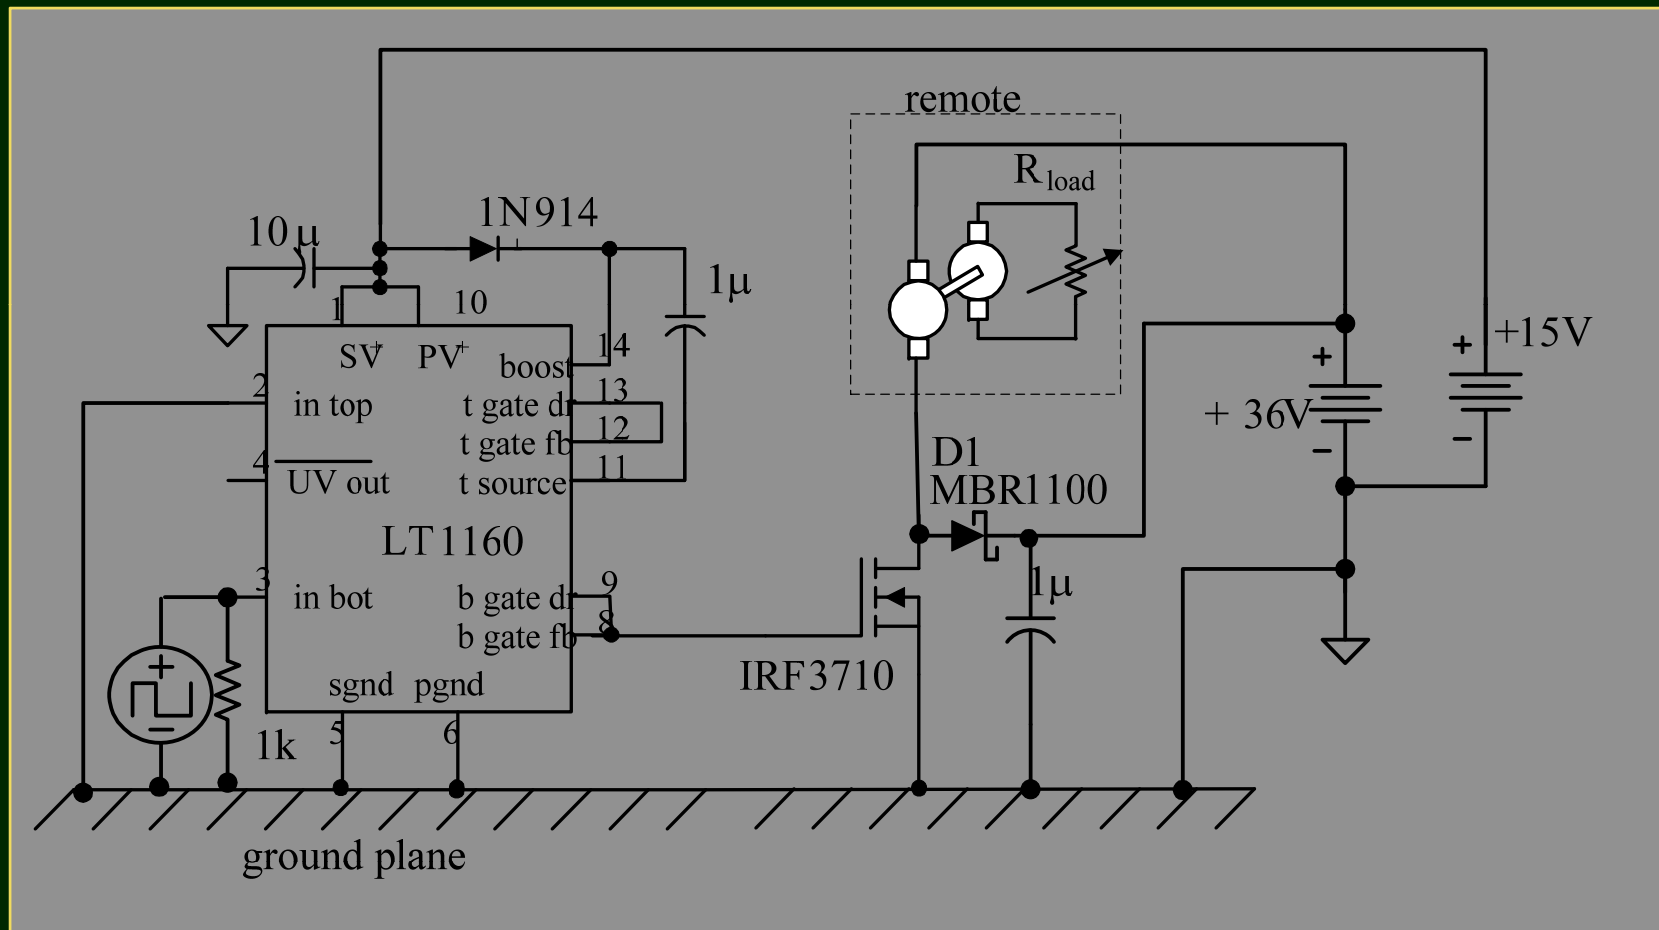 remote
R load
1N914
10 μ
1μ
+15V
1
10
SV+
PV+
boost
14
2
in top
t gate dr
13
+ 36V
t gate fb
12
4
UV out
t source
11
D1
MBR1100
LT1160
3
in bot
b gate dr
9
1μ
b gate fb
8
IRF3710
sgnd
pgnd
1k
5
6
ground plane